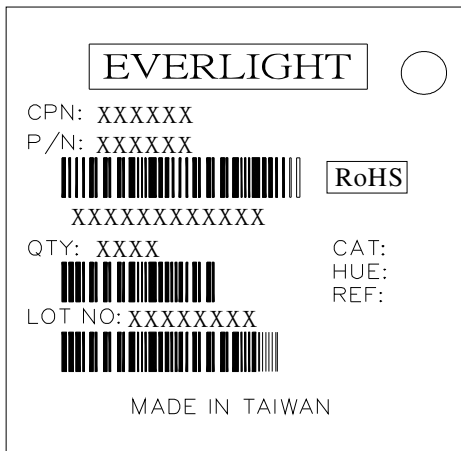 EVERLIGHT
CPN: XXXXXX
P/N: XXXXXX
RoHS
XXXXXXXXXXXX
QTY: XXXX
CAT:
HUE:
REF:
LOT NO: XXXXXXXX
MADE IN TAIWAN